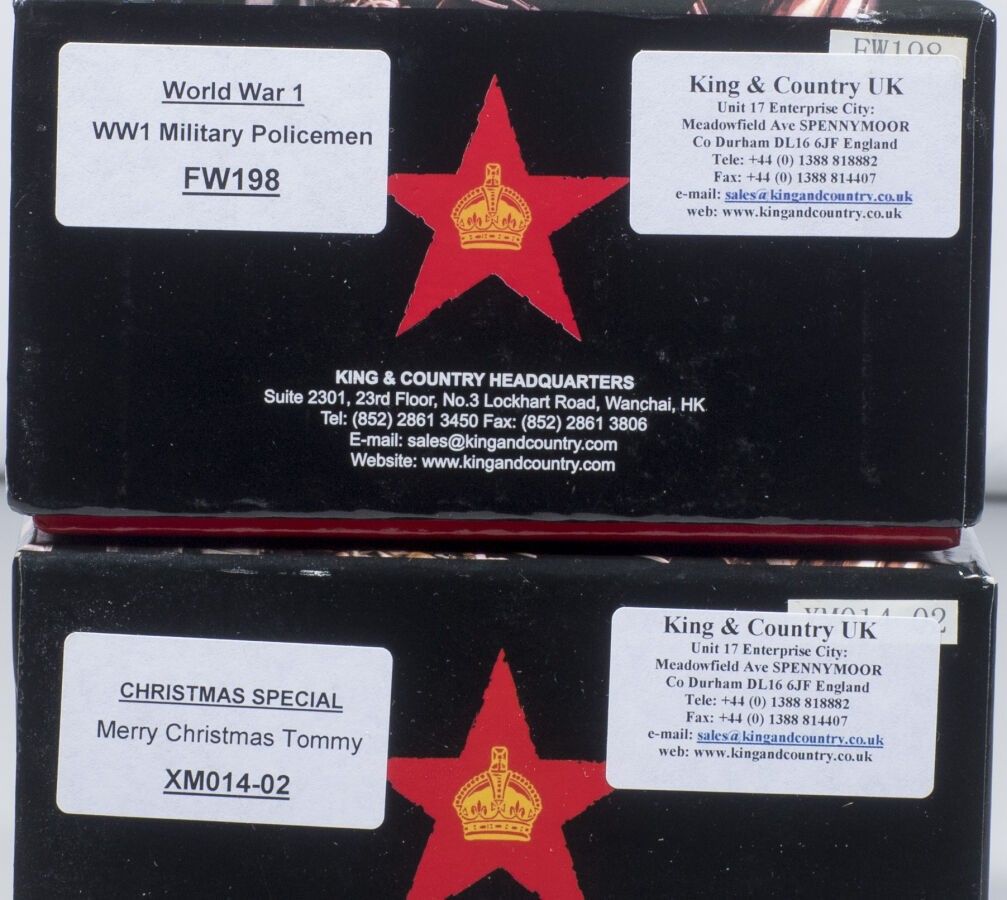 World War 1
WW1 Military Policemen
FW198
FW198
King & Country UK
Unit 17 Enterprise City:
Meadowfield Ave SPENNYMOOR
Co Durham DL16 6JF England
Tele: +44 (0) 1388 818882
Fax: +44 (0) 1388 814407
e-mail: sales@kingandcountry.co.uk
web: www.kingandcountry.co.uk
KING & COUNTRY HEADQUARTERS
Suite 2301, 23rd Floor, No.3 Lockhart Road, Wanchai, HK
Tel: (852) 2861 3450 Fax: (852) 2861 3806
E-mail: sales@kingandcountry.com
Website: www.kingandcountry.com
CHRISTMAS SPECIAL
Merry Christmas Tommy
XM014-02
XM014-02
King & Country UK
Unit 17 Enterprise City:
Meadowfield Ave SPENNYMOOR
Co Durham DL16 6JF England
Tele: +44 (0) 1388 818882
Fax: +44 (0) 1388 814407
e-mail: sales@kingandcountry.co.uk
web: www.kingandcountry.co.uk